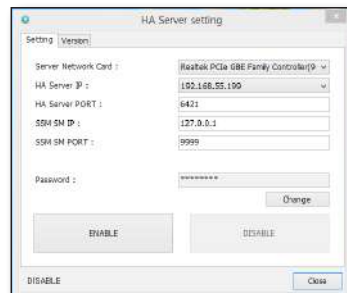 HA Server setting
Setting Version
Server Network Card : Realtek PCIe GBE Family Controller(9
HA Server IP : 192.168.55.199
HA Server PORT : 6421
SSM SM IP : 127.0.0.1
SSM SM PORT : 9999
Password : ********
Change
ENABLE DISABLE
DISABLE Close